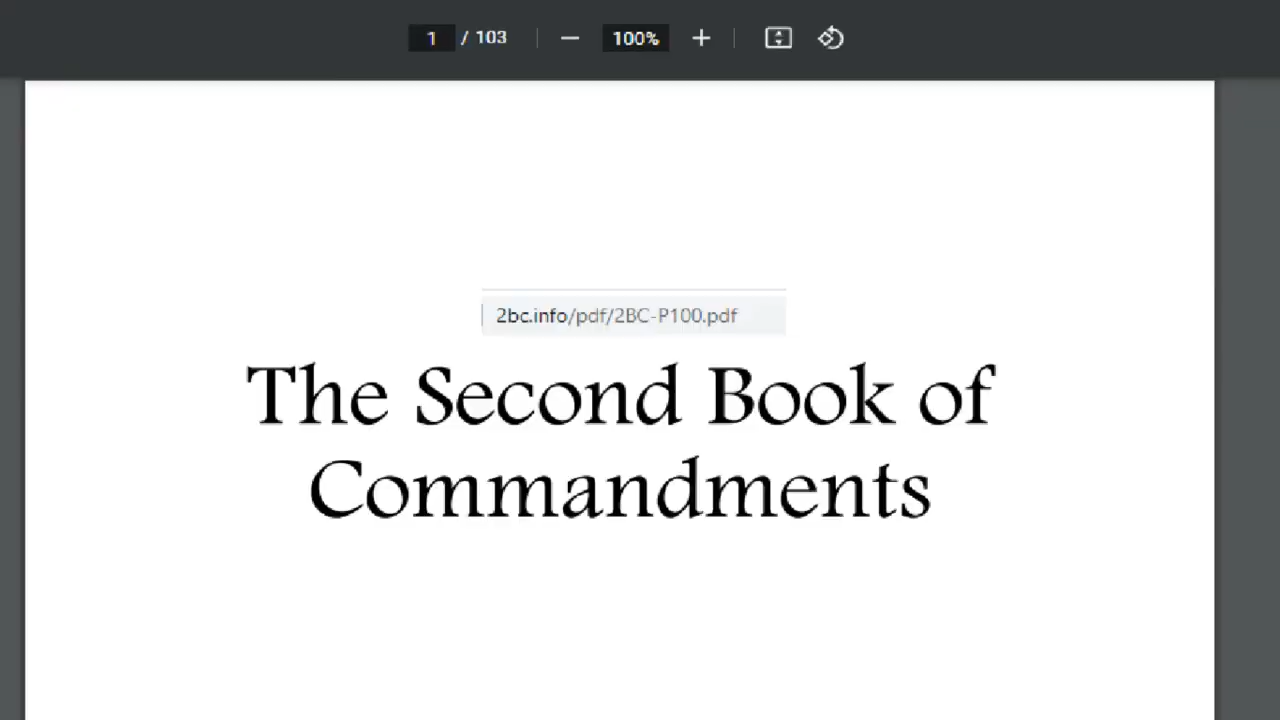 1 / 103 100%
2bc.info/pdf/2BC-P100.pdf
The Second Book of
Commandments